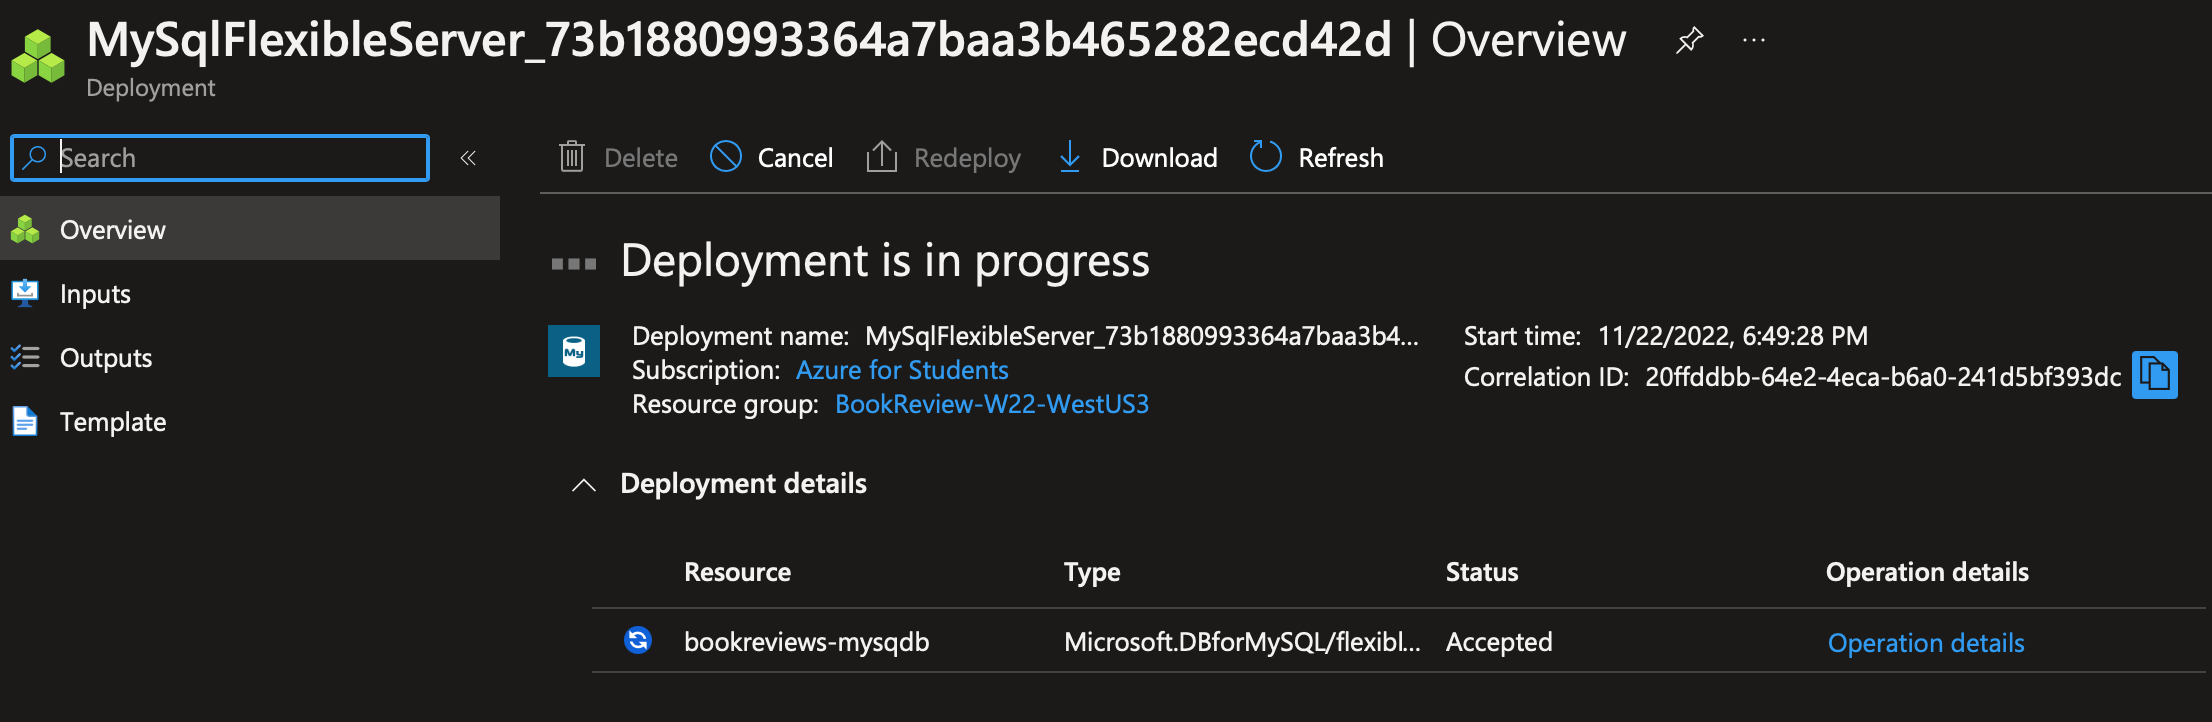 MySqlFlexibleServer_73b1880993364a7baa3b465282ecd42d | Overview
Deployment
Search
Delete Cancel Redeploy Download Refresh
Overview
Inputs
Outputs
Template
Deployment is in progress
My
Deployment name: MySqlFlexibleServer_73b1880993364a7baa3b4...
Subscription: Azure for Students
Resource group: BookReview-W22-WestUS3
Start time: 11/22/2022, 6:49:28 PM
Correlation ID: 20ffddbb-64e2-4eca-b6a0-241d5bf393dc
Deployment details
Resource Type Status Operation details
bookreviews-mysqdb Microsoft.DBforMySQL/flexibl... Accepted Operation details